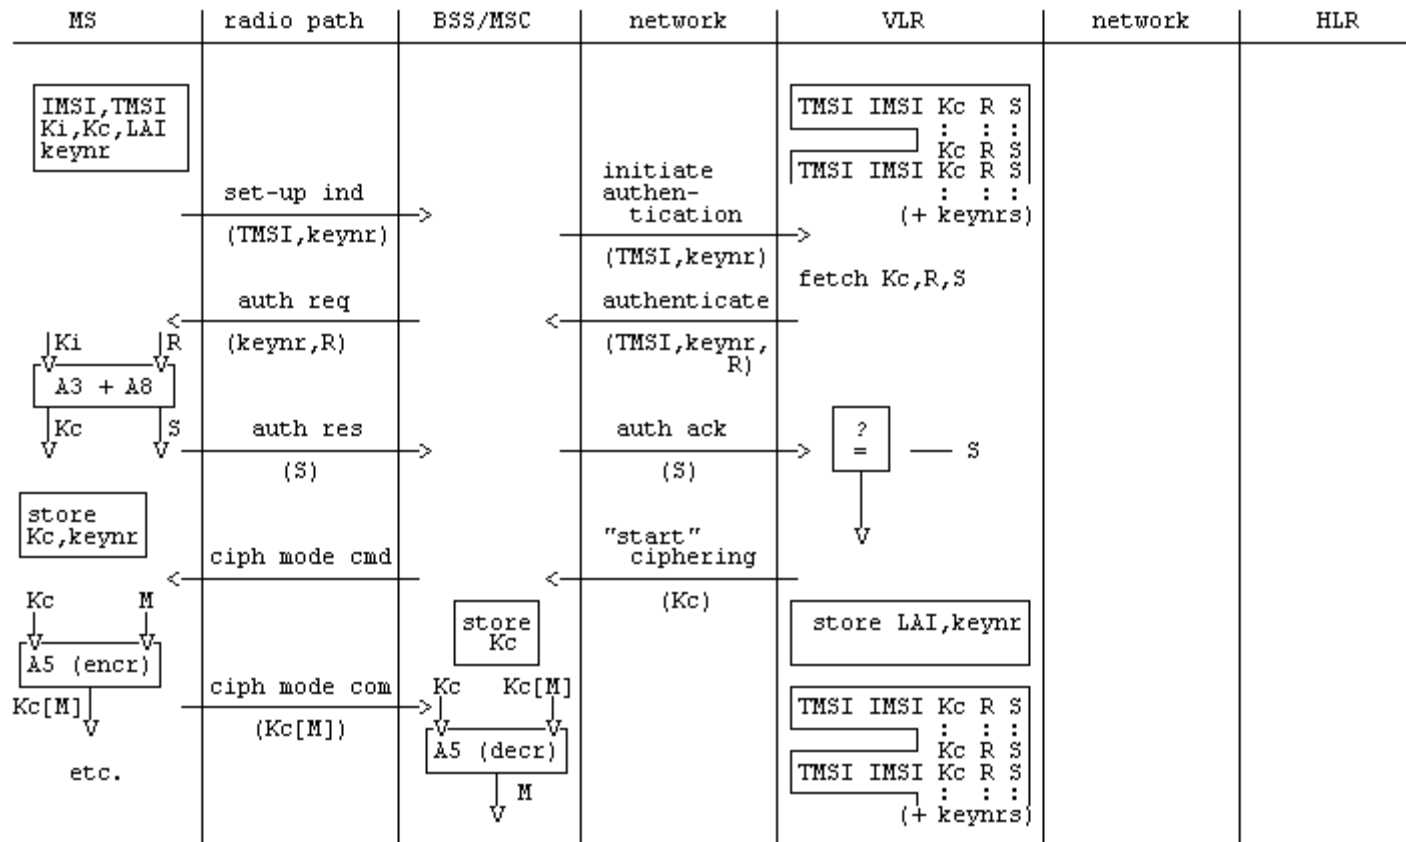 MS radio path BSS/MSC network VLR network HLR
IMSI,TMSI
Ki,Kc,LAI
keynr
TMSI IMSI Kc R S
: : :
Kc R S
TMSI IMSI Kc R S
: : :
(+ keynrs)
set-up ind
(TMSI,keynr)
initiate
authen-
tication
(TMSI,keynr)
fetch Kc,R,S
auth req
(keynr,R)
authenticate
(TMSI,keynr,
R)
Ki R
A3 + A8
Kc S
auth res
(S)
auth ack
(S)
?
=
S
store
Kc,keynr
ciph mode cmd
"start"
ciphering
(Kc)
Kc M
A5 (encr)
Kc[M]
store
Kc
store LAI,keynr
ciph mode com
(Kc[M])
Kc Kc[M]
A5 (decr)
M
TMSI IMSI Kc R S
: : :
Kc R S
TMSI IMSI Kc R S
: : :
(+ keynrs)
etc.